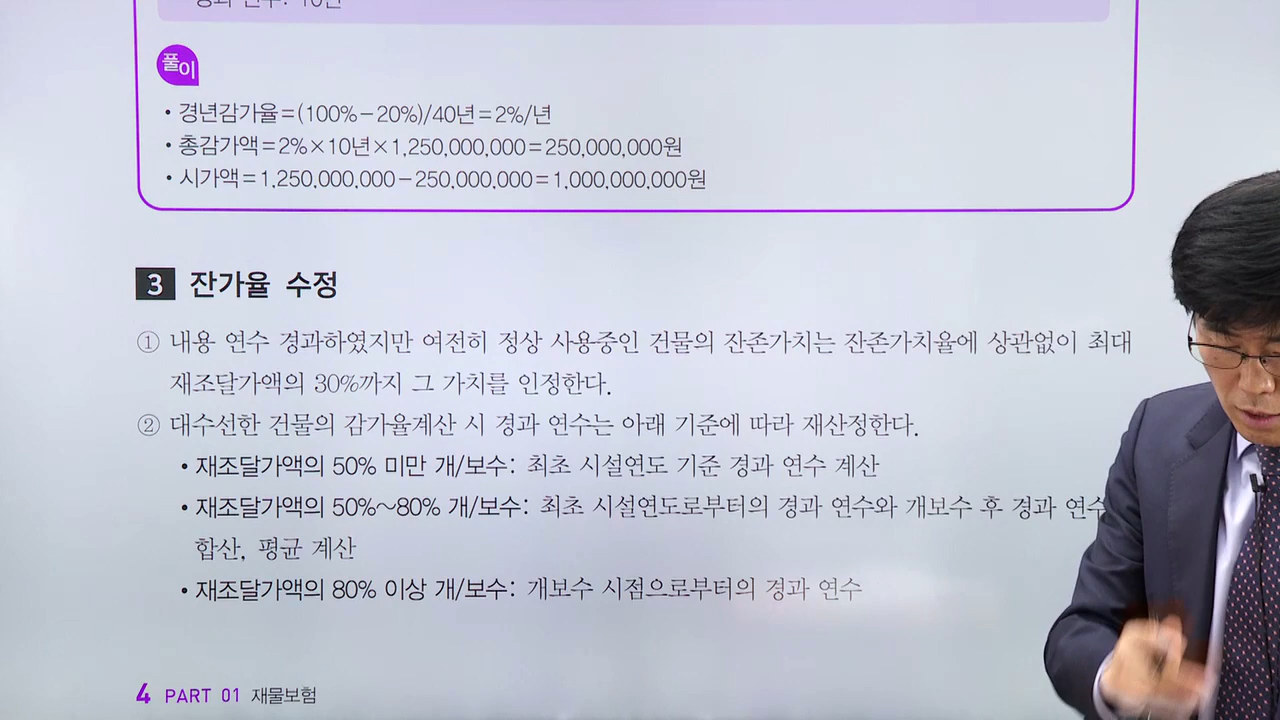 풀이
• 경년감가율=(100%-20%)/40년=2%/년
• 총감가액=2%×10년×1,250,000,000=250,000,000원
• 시가액=1,250,000,000-250,000,000=1,000,000,000원
3 잔가율 수정
① 내용 연수 경과하였지만 여전히 정상 사용중인 건물의 잔존가치는 잔존가치율에 상관없이 최대
재조달가액의 30%까지 그 가치를 인정한다.
② 대수선한 건물의 감가율계산 시 경과 연수는 아래 기준에 따라 재산정한다.
• 재조달가액의 50% 미만 개/보수: 최초 시설연도 기준 경과 연수 계산
• 재조달가액의 50%~80% 개/보수: 최초 시설연도로부터의 경과 연수와 개보수 후 경과 연수
합산, 평균 계산
• 재조달가액의 80% 이상 개/보수: 개보수 시점으로부터의 경과 연수
4 PART 01 재물보험